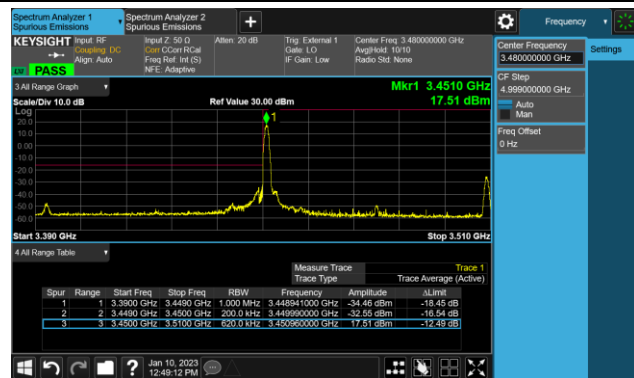 Spectrum Analyzer 1
Spurious Emissions
Spectrum Analyzer 2
Spurious Emissions
Frequency
KEYSIGHT
Input: RF
Coupling: DC
Align: Auto
Input Z: 50 Ω
Corr CCorr RCal
Freq Ref: Int (S)
NFE: Adaptive
Atten: 20 dB
Trig: External 1
Gate: LO
IF Gain: Low
Center Freq: 3.480000000 GHz
Avg|Hold: 10/10
Radio Std: None
PASS
Center Frequency
3.480000000 GHz
Settings
CF Step
4.999000000 GHz
Auto
Man
Freq Offset
0 Hz
3 All Range Graph
Mkr1 3.4510 GHz
Scale/Div 10.0 dB
Ref Value 30.00 dBm
17.51 dBm
Log
20.0
10.0
0.00
-10.0
-20.0
-30.0
-40.0
-50.0
-60.0
1
Start 3.390 GHz
Stop 3.510 GHz
4 All Range Table
Measure Trace Trace 1
Trace Type Trace Average (Active)
Spur Range Start Freq Stop Freq RBW Frequency Amplitude ΔLimit
1 1 3.3900 GHz 3.4490 GHz 1.000 MHz 3.448941000 GHz -34.46 dBm -18.45 dB
2 2 3.4490 GHz 3.4500 GHz 200.0 kHz 3.449990000 GHz -32.55 dBm -16.54 dB
3 3 3.4500 GHz 3.5100 GHz 620.0 kHz 3.450960000 GHz 17.51 dBm -12.49 dB
Jan 10, 2023
12:49:12 PM